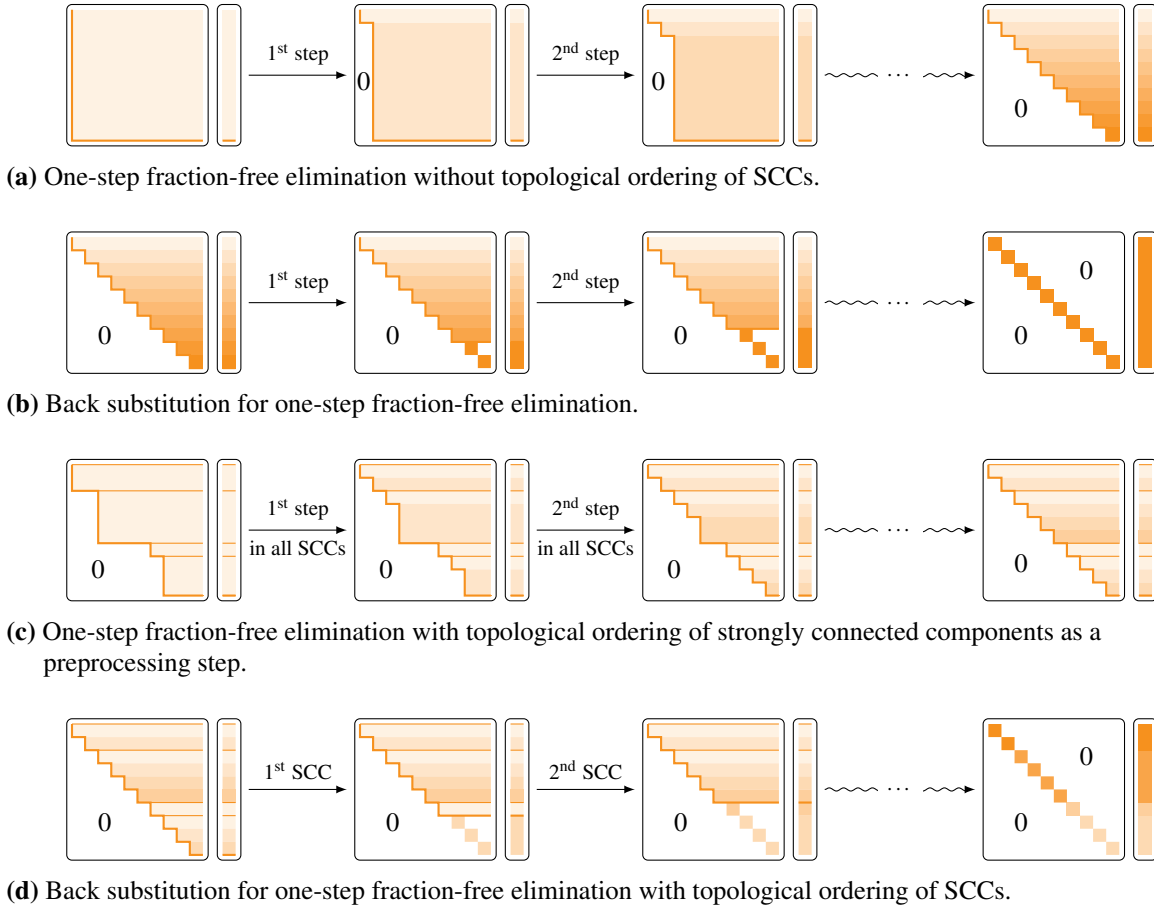 1st step
2nd step
0
0
...
0
(a) One-step fraction-free elimination without topological ordering of SCCs.
1st step
2nd step
...
0
0
0
0
0
(b) Back substitution for one-step fraction-free elimination.
1st step
in all SCCs
2nd step
in all SCCs
...
0
0
0
0
(c) One-step fraction-free elimination with topological ordering of strongly connected components as a
preprocessing step.
1st SCC
2nd SCC
...
0
0
0
0
0
(d) Back substitution for one-step fraction-free elimination with topological ordering of SCCs.